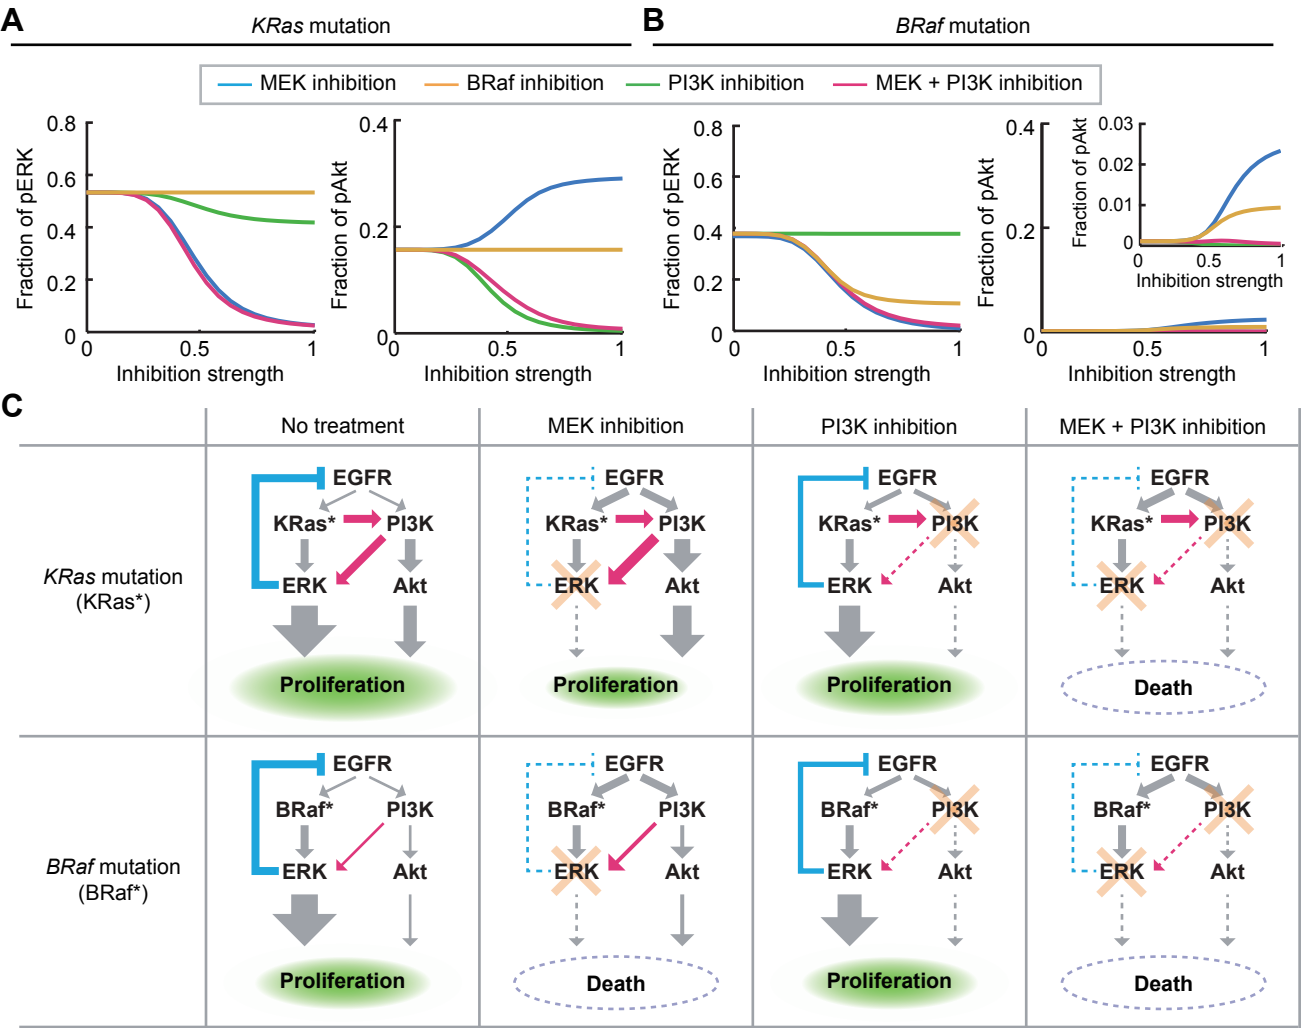 A
KRas mutation
B
BRaf mutation
MEK inhibition
BRaf inhibition
PI3K inhibition
MEK + PI3K inhibition
Fraction of pERK
0.8
0.6
0.4
0.2
0
0
0.5
1
Inhibition strength
Fraction of pAkt
0.4
0.2
0
0
0.5
1
Inhibition strength
Fraction of pERK
0.8
0.6
0.4
0.2
0
0
0.5
1
Inhibition strength
Fraction of pAkt
0.4
0.2
0
0
0.5
1
Inhibition strength
Fraction of pAkt
0.03
0.02
0.01
0
0
0.5
1
Inhibition strength
C
No treatment
MEK inhibition
PI3K inhibition
MEK + PI3K inhibition
KRas mutation
(KRas*)
EGFR
KRas*
PI3K
ERK
Akt
Proliferation
EGFR
KRas*
PI3K
ERK
Akt
Proliferation
EGFR
KRas*
PI3K
ERK
Akt
Proliferation
EGFR
KRas*
PI3K
ERK
Akt
Death
BRaf mutation
(BRaf*)
EGFR
BRaf*
PI3K
ERK
Akt
Proliferation
EGFR
BRaf*
PI3K
ERK
Akt
Death
EGFR
BRaf*
PI3K
ERK
Akt
Proliferation
EGFR
BRaf*
PI3K
ERK
Akt
Death